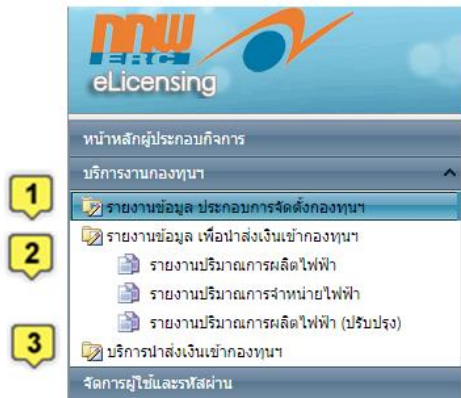 กกพ
ERC
eLicensing
หน้าหลักผู้ประกอบกิจการ
บริการงานกองทุนฯ
1
รายงานข้อมูล ประกอบการจัดตั้งกองทุนฯ
2
รายงานข้อมูล เพื่อนำส่งเงินเข้ากองทุนฯ
รายงานปริมาณการผลิตไฟฟ้า
รายงานปริมาณการจำหน่ายไฟฟ้า
รายงานปริมาณการผลิตไฟฟ้า (ปรับปรุง)
3
บริการนำส่งเงินเข้ากองทุนฯ
จัดการผู้ใช้และรหัสผ่าน